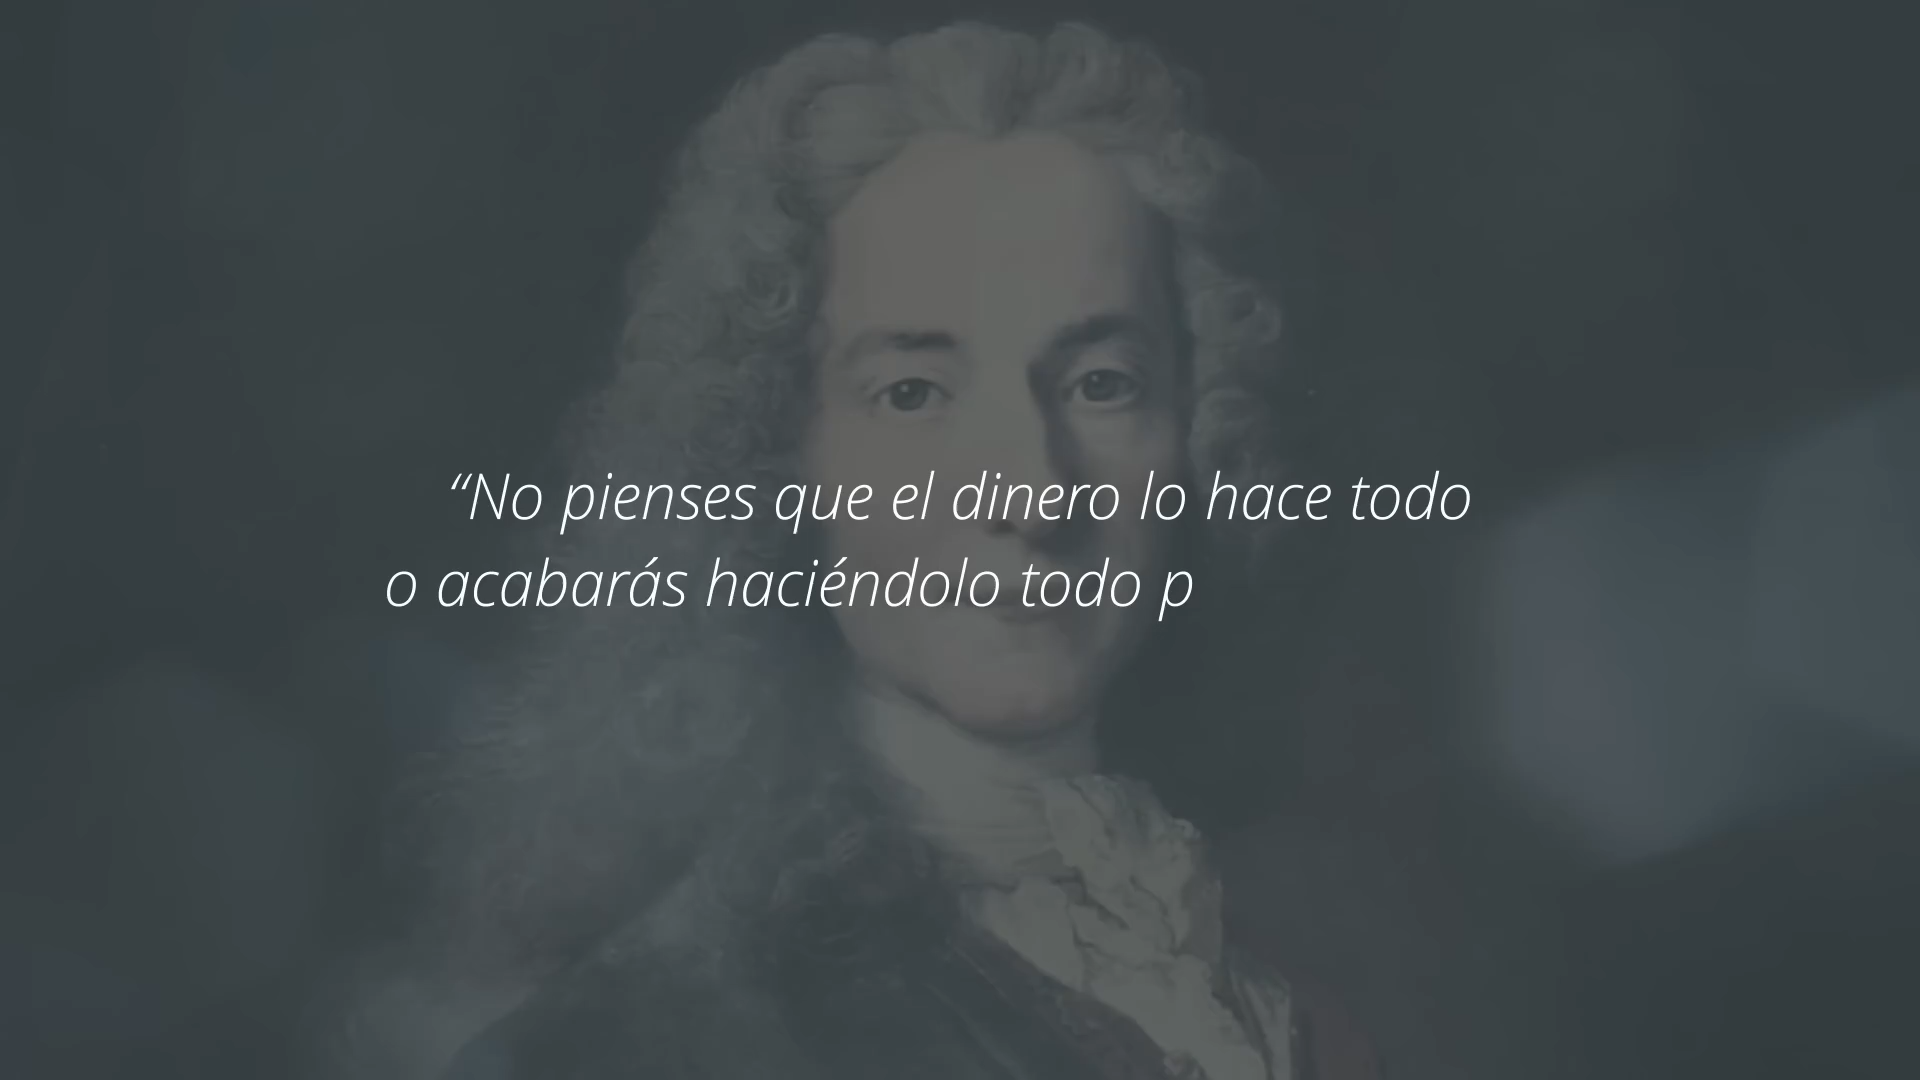 “No pienses que el dinero lo hace todo
o acabarás haciéndolo todo p